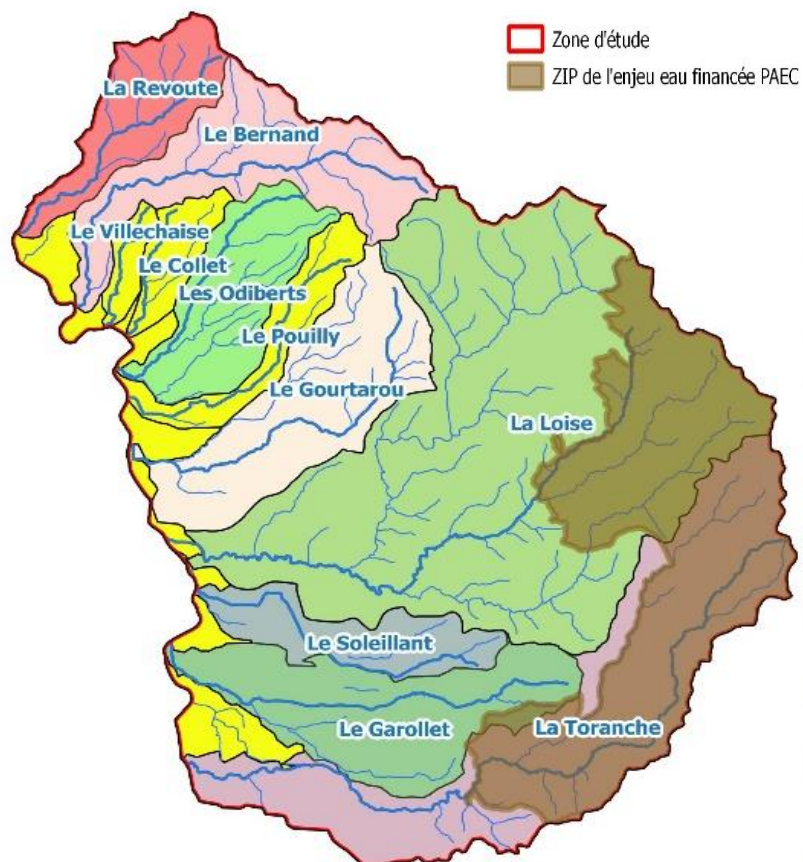 Zone d'étude
ZIP de l'enjeu eau financée PAEC
La Revoute
Le Bernand
Le Villechaise
Le Collet
Les Odiberts
Le Pouilly
Le Gourtarou
La Loise
Le Soleillant
Le Garollet
La Toranche